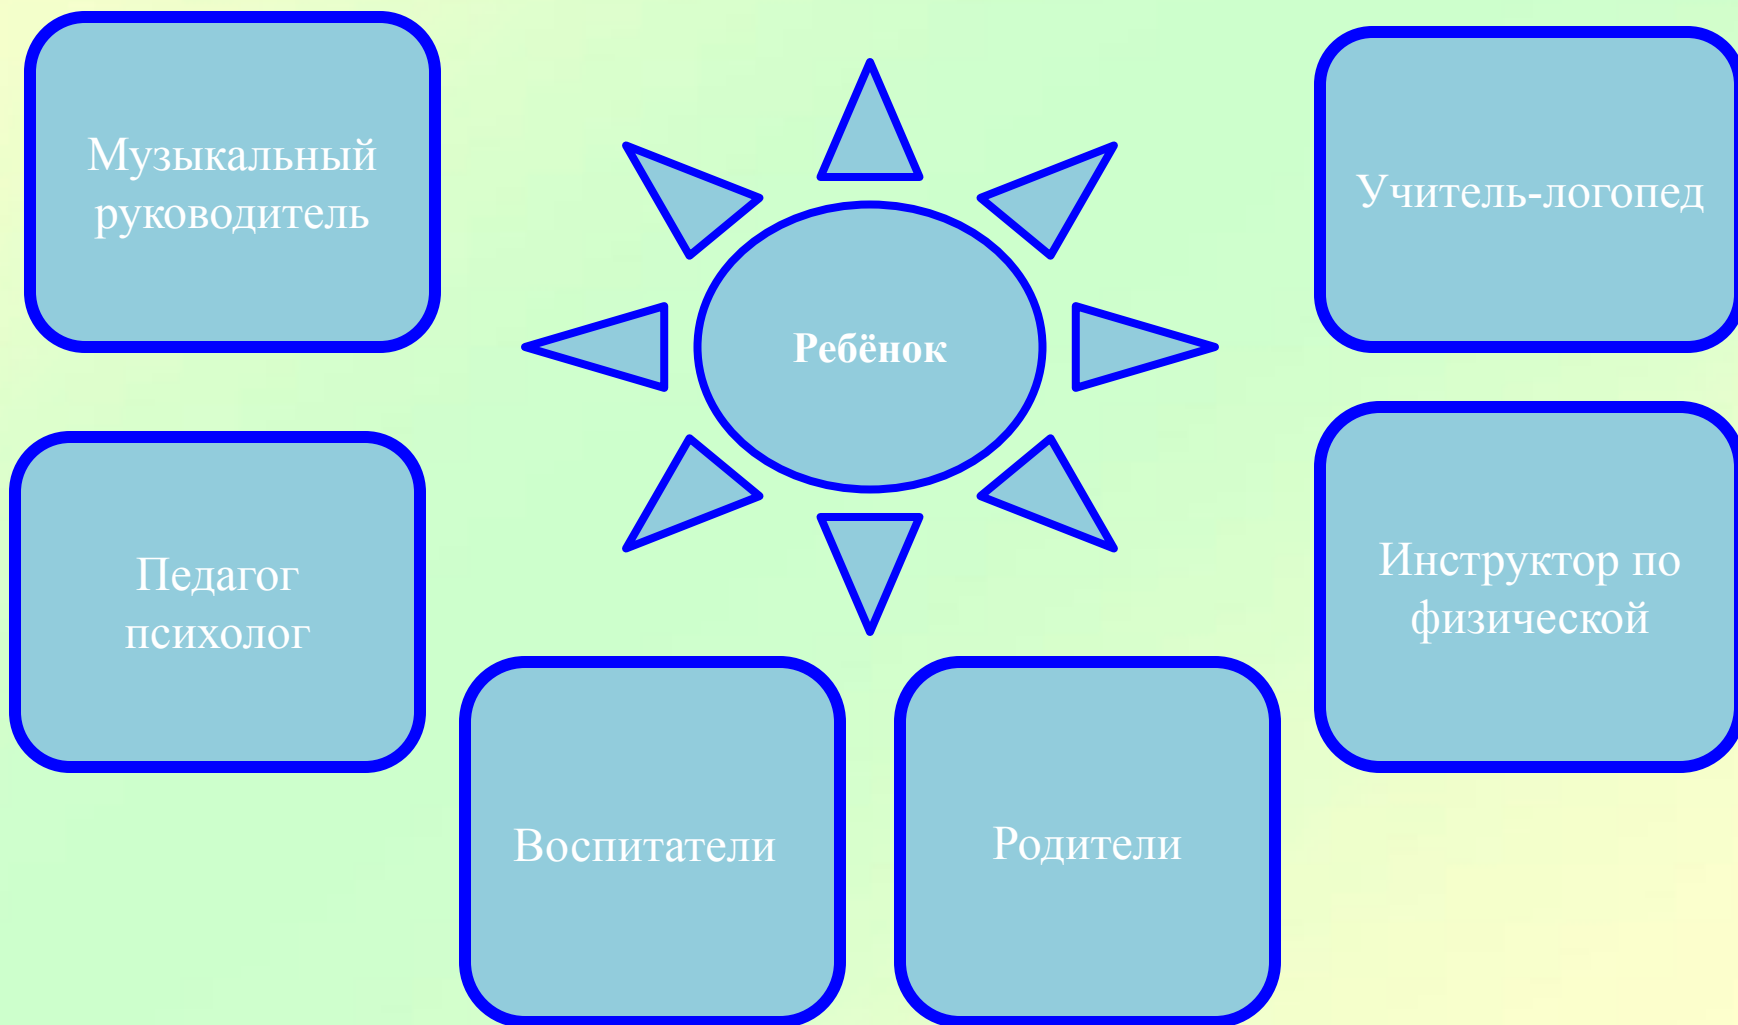 Музыкальный
руководитель
Учитель-логопед
Ребёнок
Педагог
психолог
Инструктор по
физической
Воспитатели
Родители